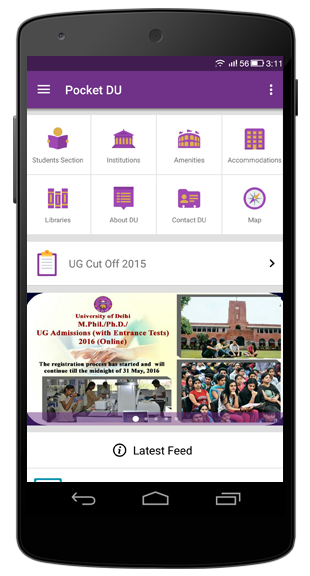 56 3:11
Pocket DU
Students Section Institutions Amenities Accommodations
Libraries About DU Contact DU Map
UG Cut Off 2015
University of Delhi
M.Phil./Ph.D./
UG Admissions (with Entrance Tests)
2016 (Online)
The registration process has started and will
continue till the midnight of 31 May, 2016
Latest Feed